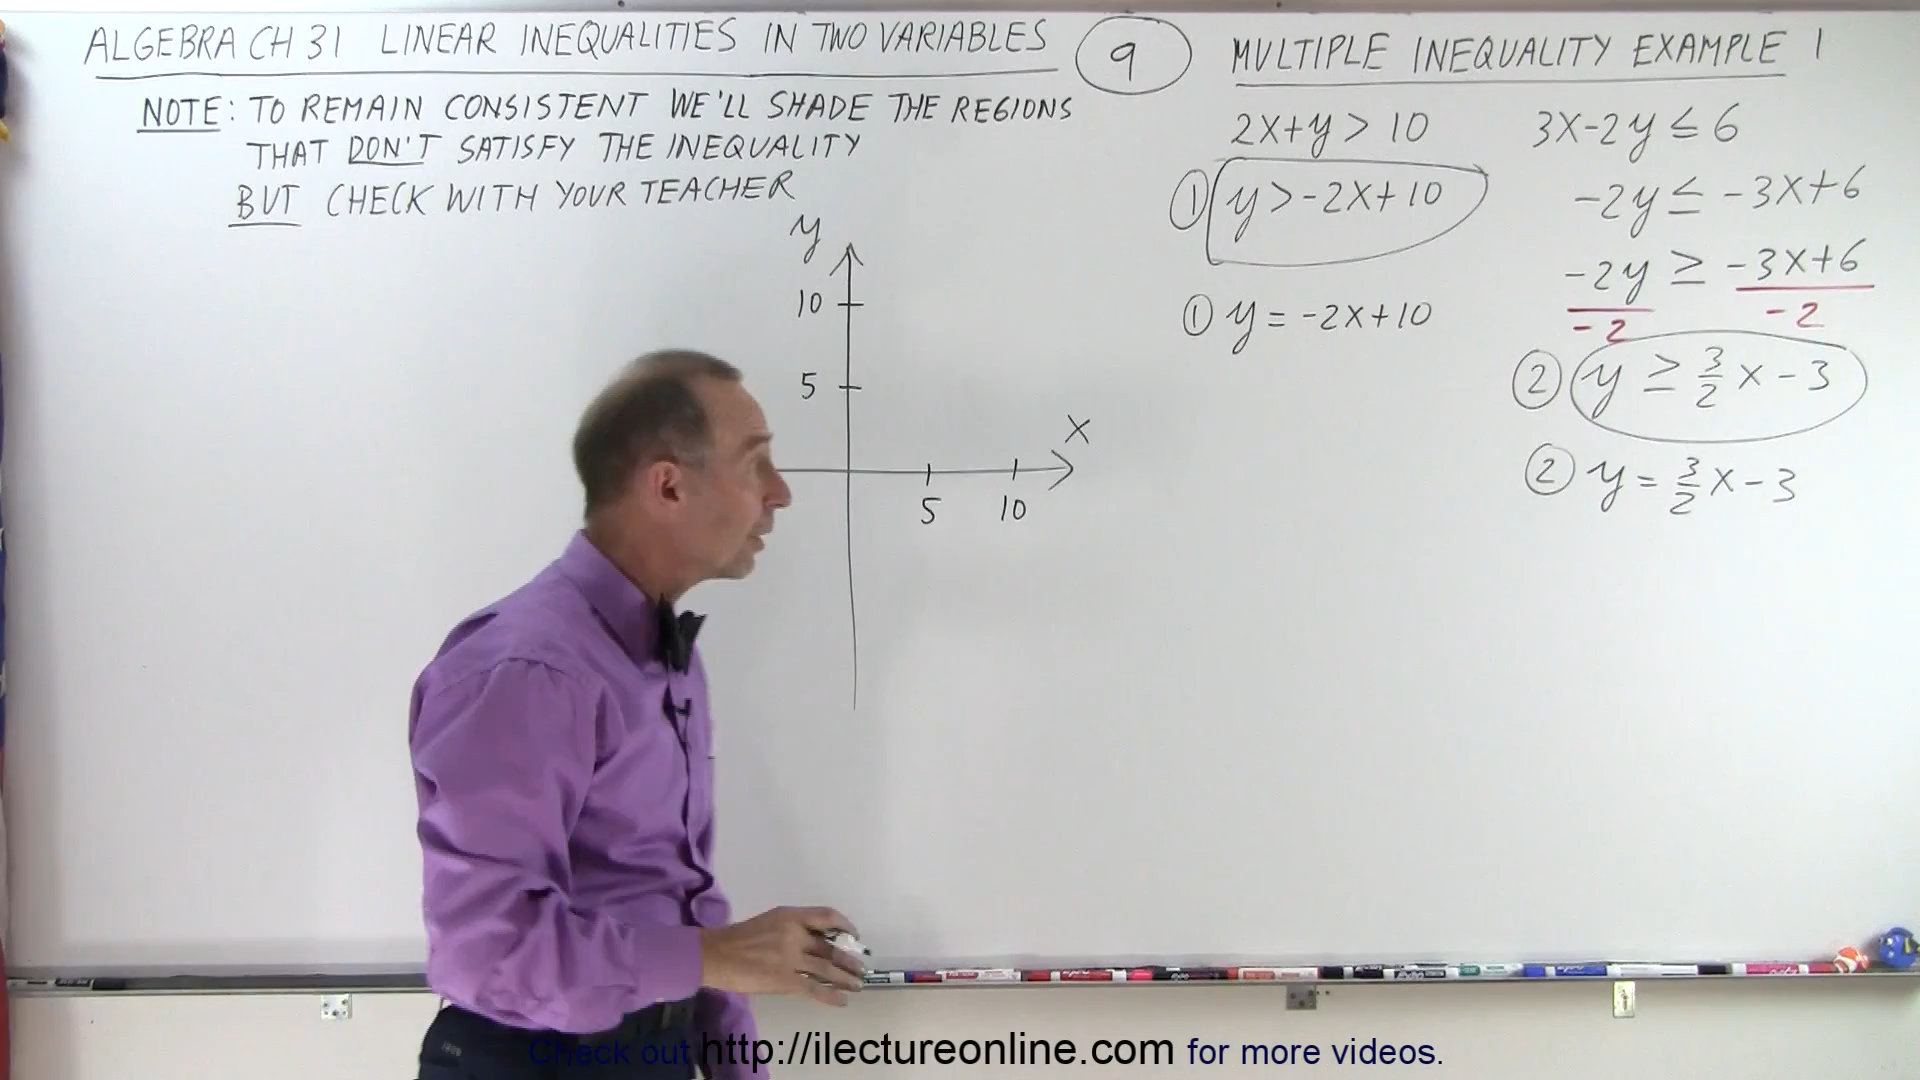 ALGEBRA CH 31 LINEAR INEQUALITIES IN TWO VARIABLES
9
MULTIPLE INEQUALITY EXAMPLE 1
NOTE: TO REMAIN CONSISTENT WE'LL SHADE THE REGIONS
THAT DON'T SATISFY THE INEQUALITY
BUT CHECK WITH YOUR TEACHER
2x+y > 10
① y > -2x+10
① y = -2x+10
3x-2y ≤ 6
-2y ≤ -3x+6
-2y ≥ -3x+6
-2 -2
② y ≥ 3/2 x - 3
② y = 3/2 x - 3
y
10
5
x
5 10
Check out http://ilectureonline.com for more videos.